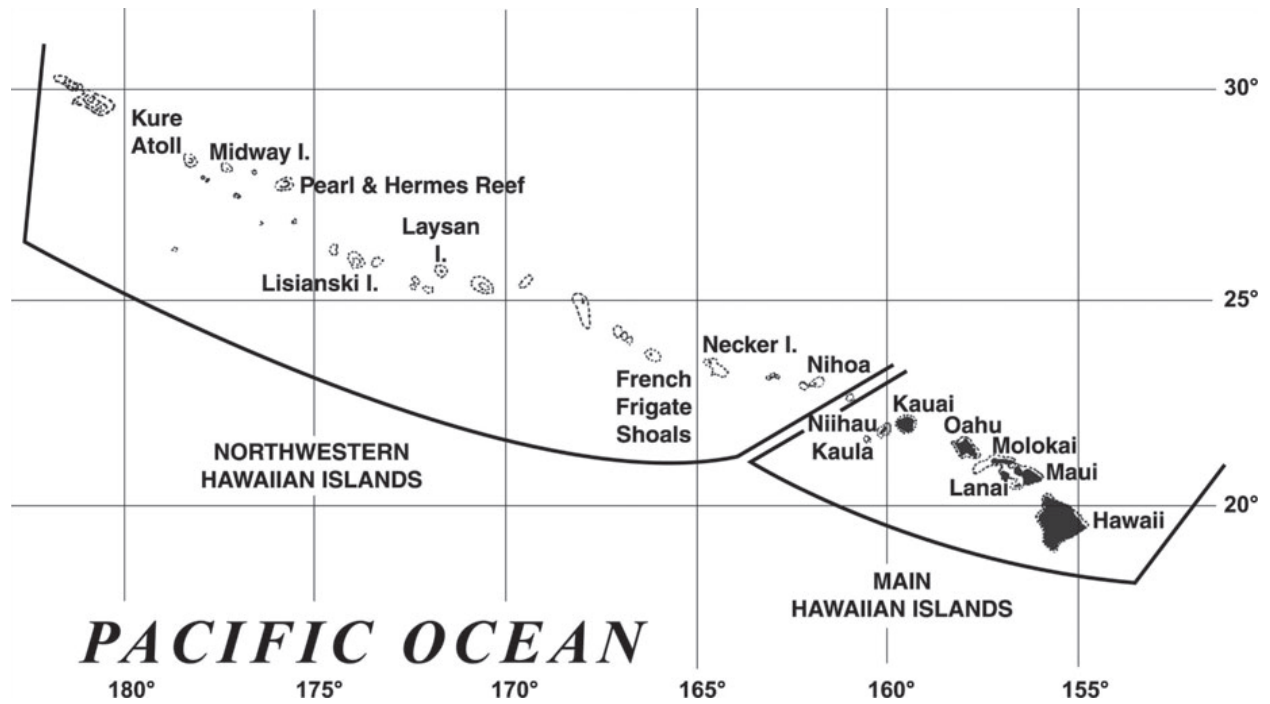 30°
Kure
Atoll
Midway I.
Pearl & Hermes Reef
Laysan
I.
Lisianski I.
25°
Necker I.
Nihoa
French
Frigate
Shoals
Kauai
Niihau
Kaula
Oahu
Molokai
Maui
Lanai
NORTHWESTERN
HAWAIIAN ISLANDS
20°
Hawaii
MAIN
HAWAIIAN ISLANDS
PACIFIC OCEAN
180°
175°
170°
165°
160°
155°